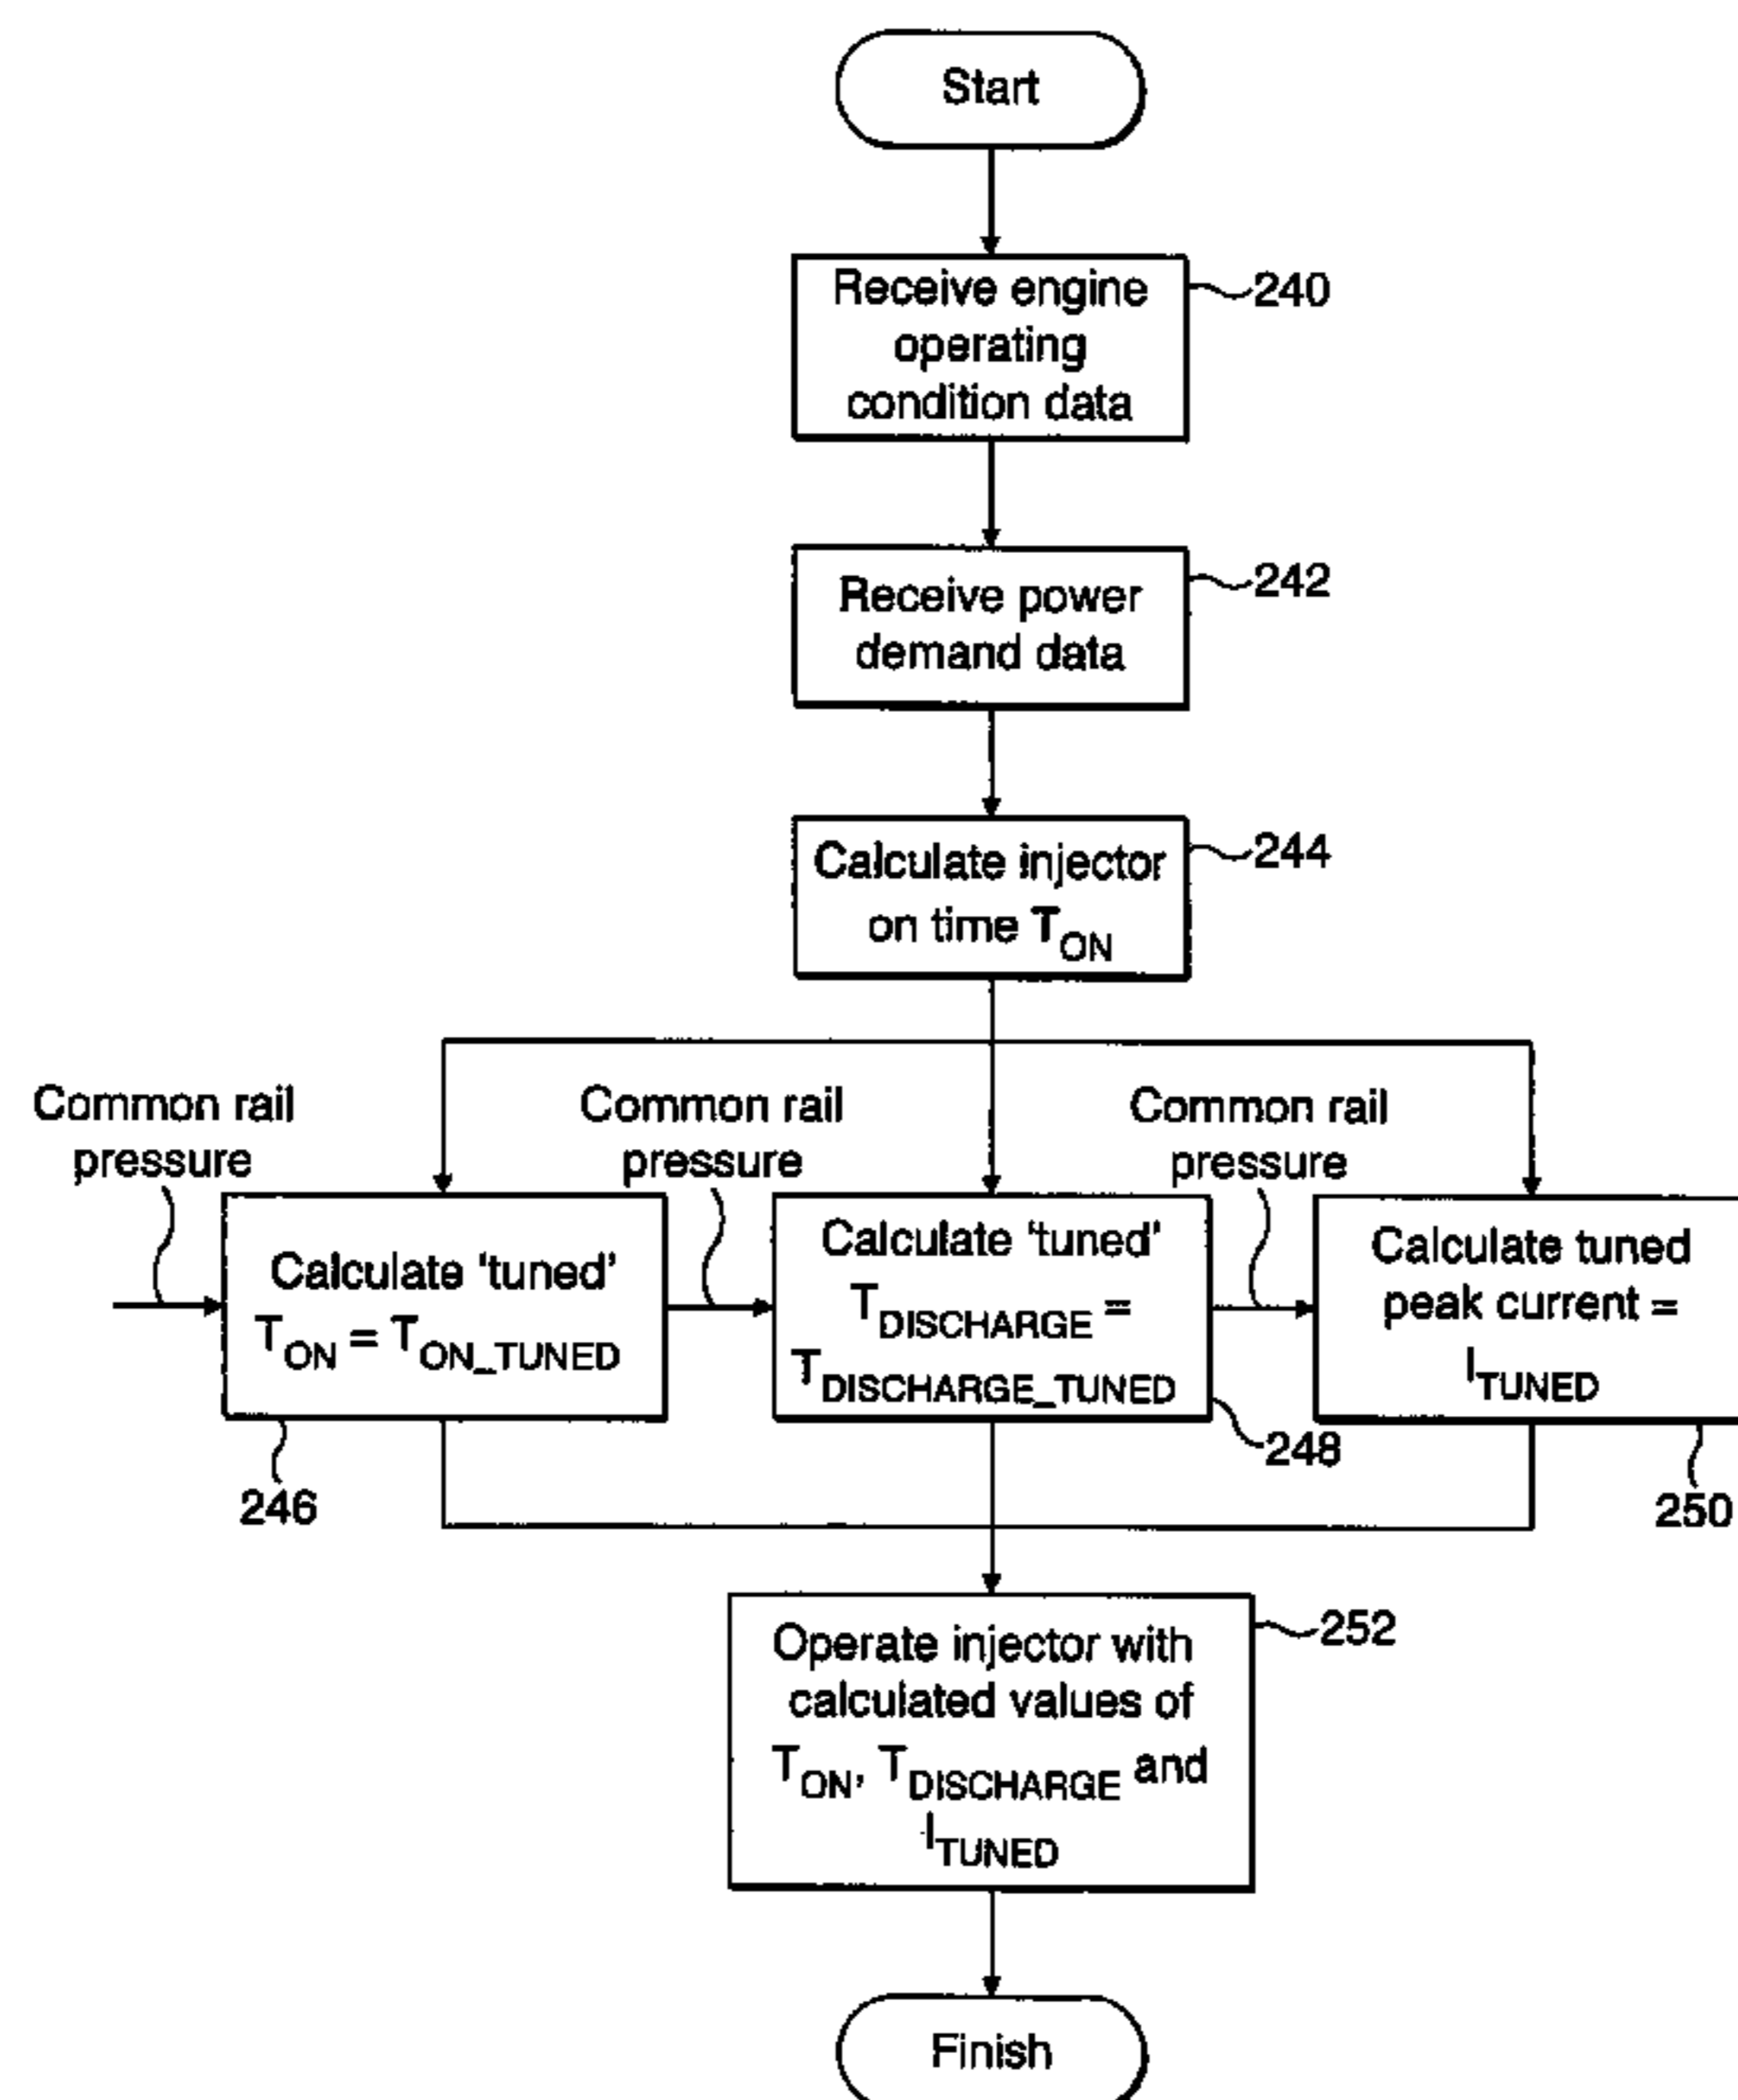 Start
Receive engine
operating
condition data
240
Receive power
demand data
242
Calculate injector
on time TON
244
Common rail
pressure
Common rail
pressure
Common rail
pressure
Calculate ‘tuned’
TON = TON_TUNED
246
Calculate ‘tuned’
TDISCHARGE =
TDISCHARGE_TUNED
248
Calculate tuned
peak current =
ITUNED
250
Operate injector with
calculated values of
TON, TDISCHARGE and
ITUNED
252
Finish